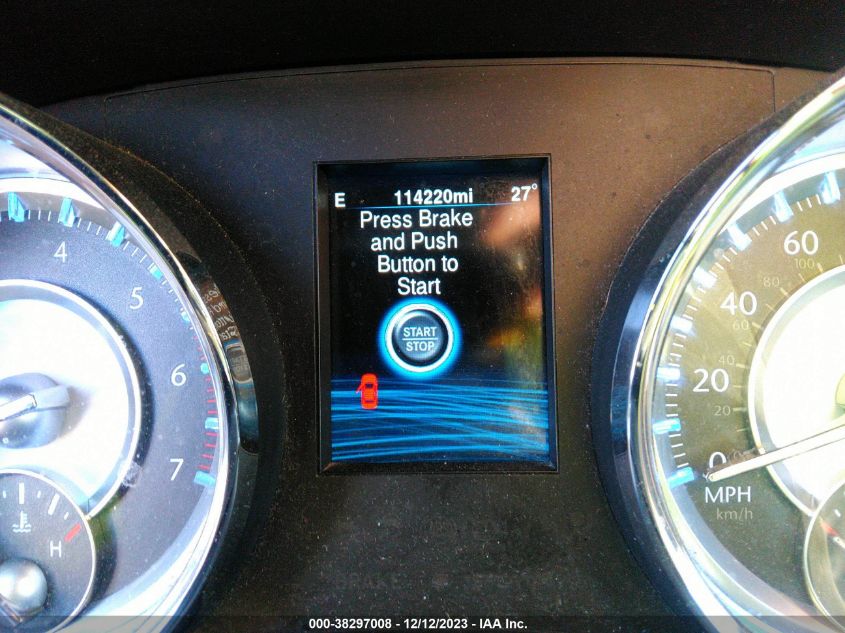 E 114220mi 27°
Press Brake
and Push
Button to
Start
START
STOP
4
5
6
7
H
60
100
80
40
60
40
20
20
0
MPH
km/h
BRAKE
000-38297008 - 12/12/2023 - IAA Inc.